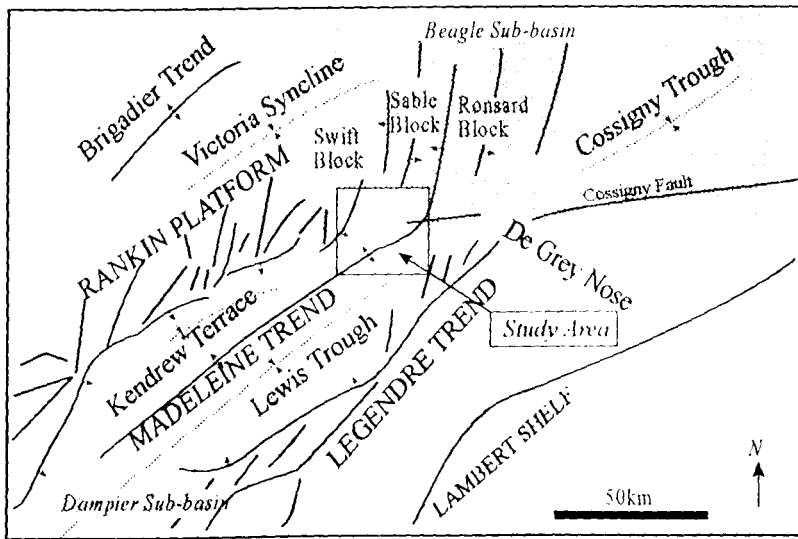 Beagle Sub-basin
Brigadier Trend
Victoria Syncline
Swift
Block
Sable
Block
Ronsard
Block
Cossigny Trough
Cossigny Fault
RANKIN PLATFORM
De Grey Nose
Study Area
Kendrew Terrace
MADELEINE TREND
Lewis Trough
LEGENDRE TREND
LAMBERT SHELF
Dampier Sub-basin
50km
N